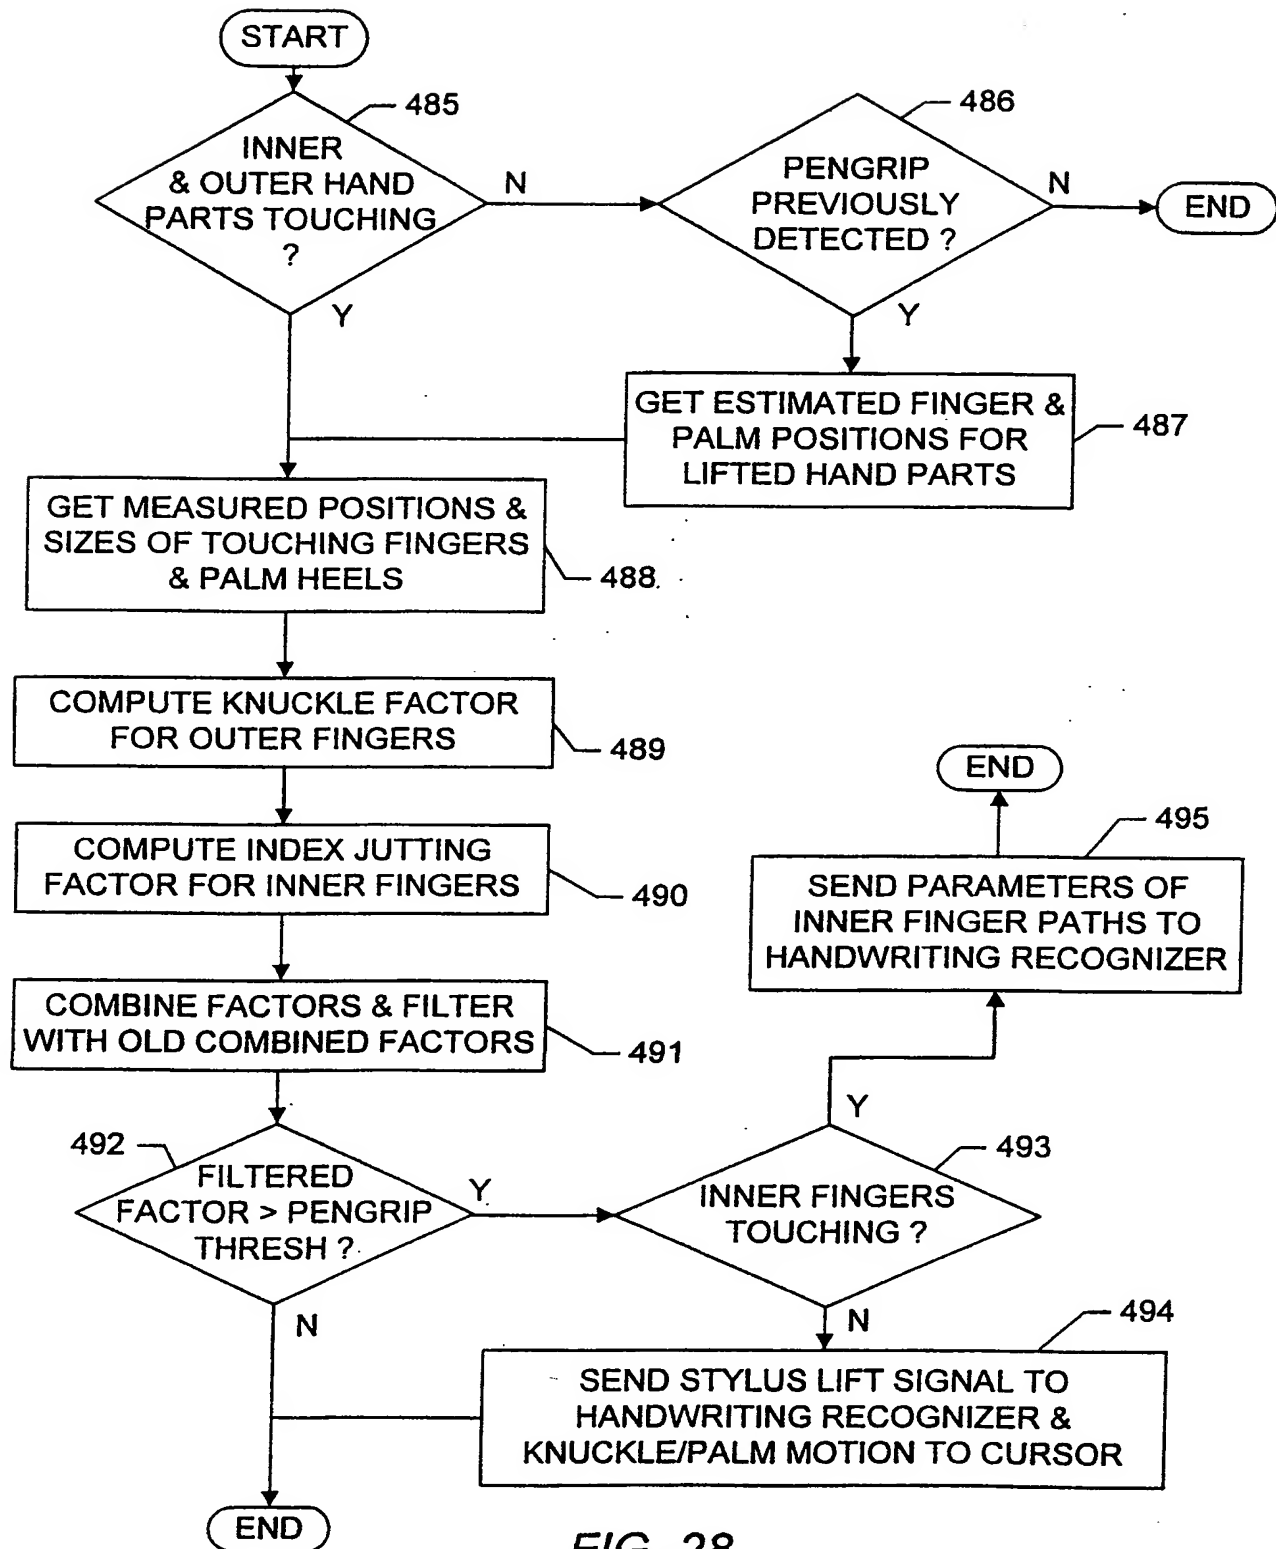 START
485
INNER
& OUTER HAND
PARTS TOUCHING
?
N
Y
486
PENGRIP
PREVIOUSLY
DETECTED ?
N
END
Y
GET ESTIMATED FINGER &
PALM POSITIONS FOR
LIFTED HAND PARTS
487
GET MEASURED POSITIONS &
SIZES OF TOUCHING FINGERS
& PALM HEELS
488
COMPUTE KNUCKLE FACTOR
FOR OUTER FINGERS
489
COMPUTE INDEX JUTTING
FACTOR FOR INNER FINGERS
490
COMBINE FACTORS & FILTER
WITH OLD COMBINED FACTORS
491
492
FILTERED
FACTOR > PENGRIP
THRESH ?
Y
N
493
INNER FINGERS
TOUCHING ?
Y
N
END
495
SEND PARAMETERS OF
INNER FINGER PATHS TO
HANDWRITING RECOGNIZER
494
SEND STYLUS LIFT SIGNAL TO
HANDWRITING RECOGNIZER &
KNUCKLE/PALM MOTION TO CURSOR
END
FIG. 28